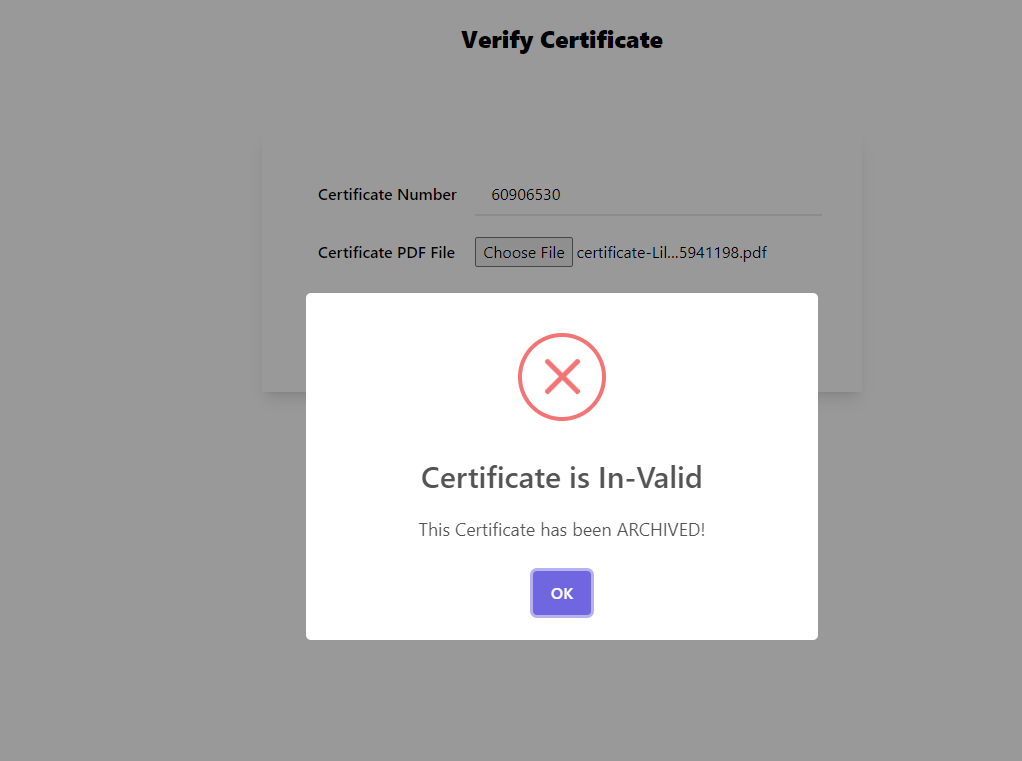 Verify Certificate
Certificate Number 60906530
Certificate PDF File Choose File certificate-Lil...5941198.pdf
Certificate is In-Valid
This Certificate has been ARCHIVED!
OK